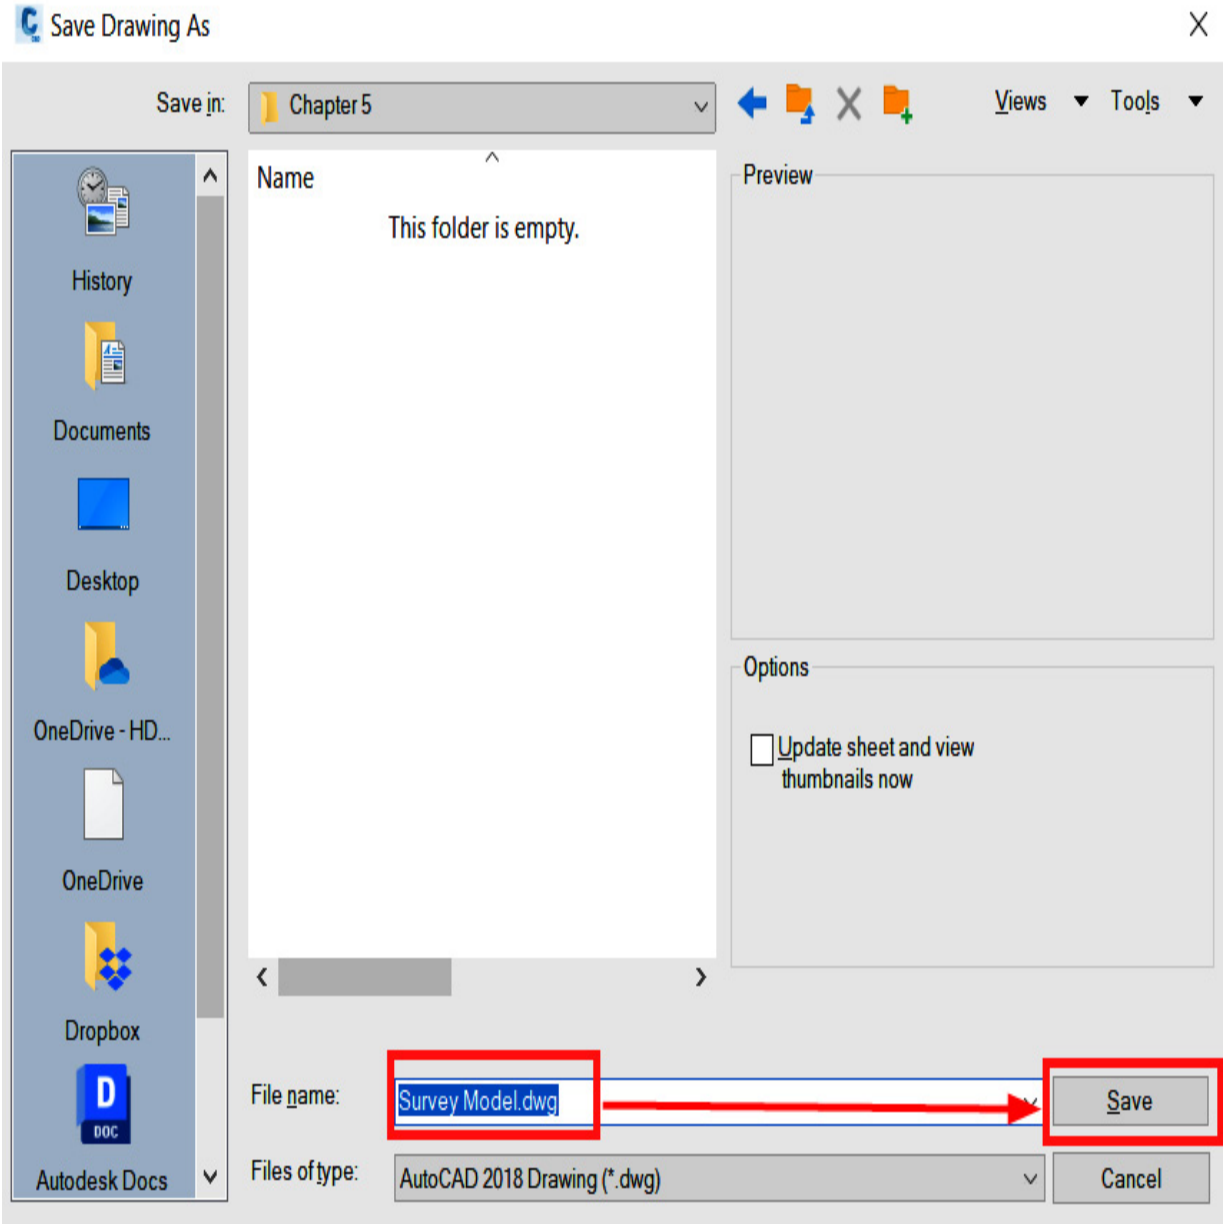 Save Drawing As
Save in:
Chapter 5
Views
Tools
History
Documents
Desktop
OneDrive - HD...
OneDrive
Dropbox
D
DOC
Autodesk Docs
Name
This folder is empty.
Preview
Options
Update sheet and view
thumbnails now
File name:
Survey Model.dwg
Save
Files of type:
AutoCAD 2018 Drawing (*.dwg)
Cancel